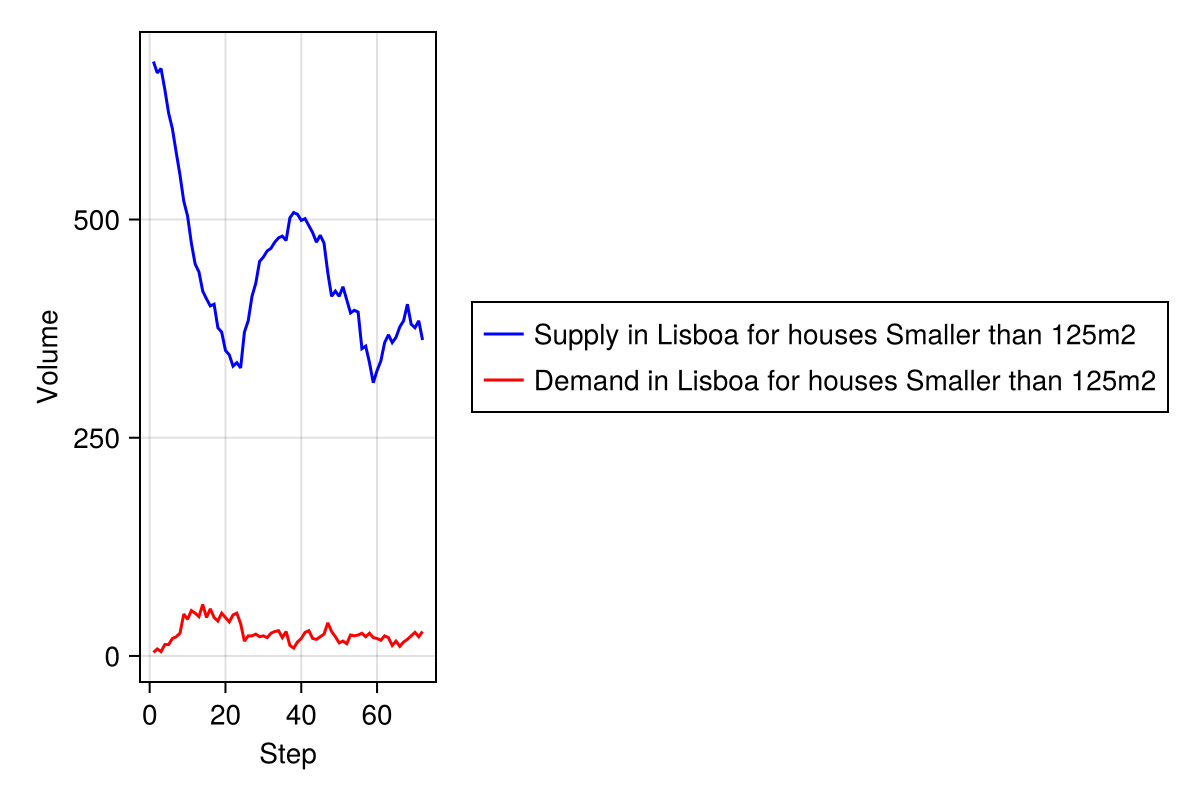 Volume
500
250
0
0 20 40 60
Step
Supply in Lisboa for houses Smaller than 125m2
Demand in Lisboa for houses Smaller than 125m2